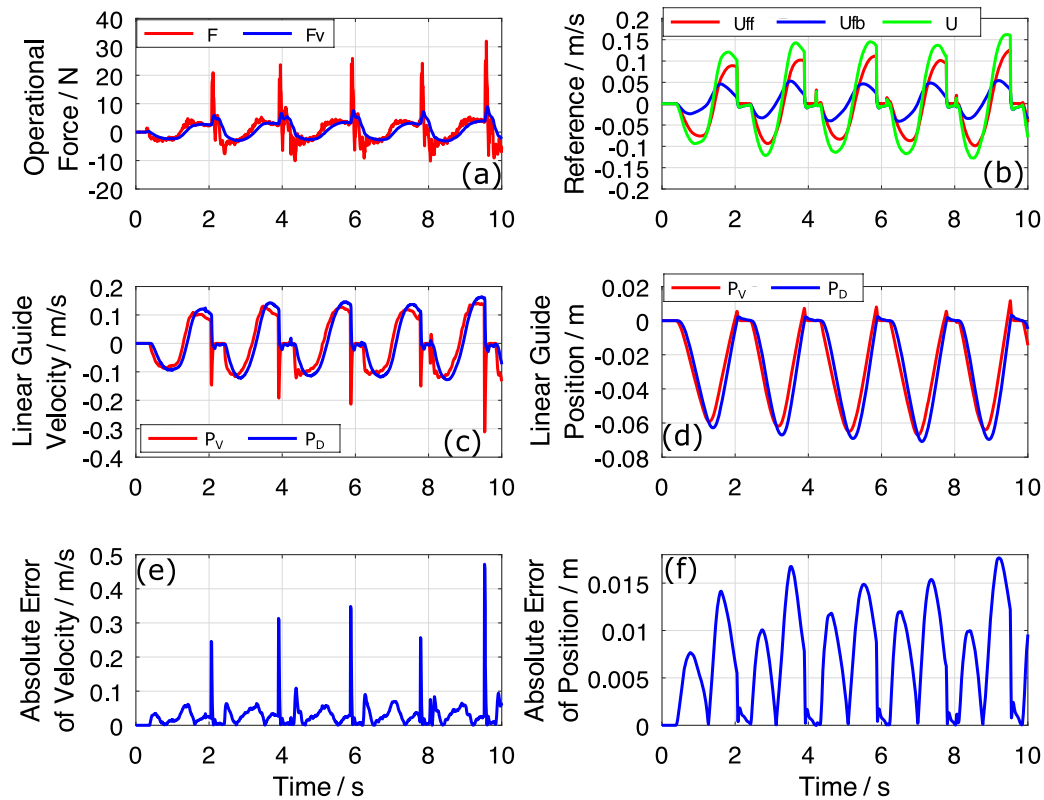 Operational
Force / N
40
30
20
10
0
-10
-20
F Fv
(a)
0 2 4 6 8 10
Reference / m/s
0.2
0.15
0.1
0.05
0
-0.05
-0.1
-0.15
-0.2
Uff Ufb U
(b)
0 2 4 6 8 10
Linear Guide
Velocity / m/s
0.2
0.1
0
-0.1
-0.2
-0.3
-0.4
PV PD
(c)
0 2 4 6 8 10
Linear Guide
Position / m
0.02
0
-0.02
-0.04
-0.06
-0.08
PV PD
(d)
0 2 4 6 8 10
Absolute Error
of Velocity / m/s
0.5
0.4
0.3
0.2
0.1
0
(e)
0 2 4 6 8 10
Time / s
Absolute Error
of Position / m
0.015
0.01
0.005
0
(f)
0 2 4 6 8 10
Time / s